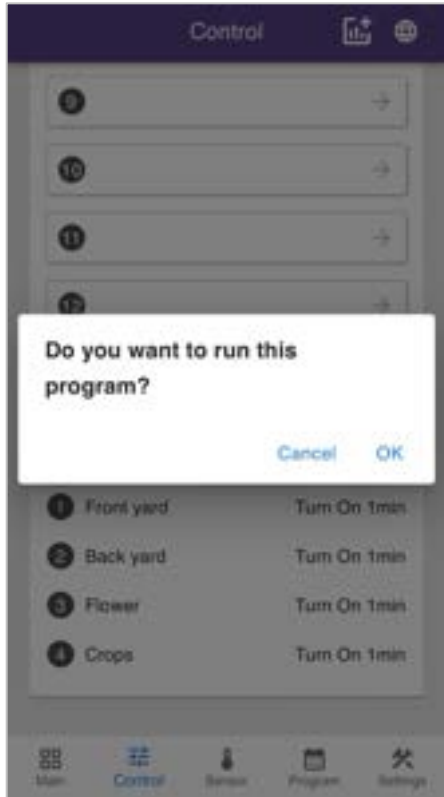 Control
9
10
11
12
Do you want to run this
program?
Cancel OK
1 Front yard Turn On 1min
2 Back yard Turn On 1min
3 Flower Turn On 1min
4 Crops Turn On 1min
Main Control Sensor Program Settings